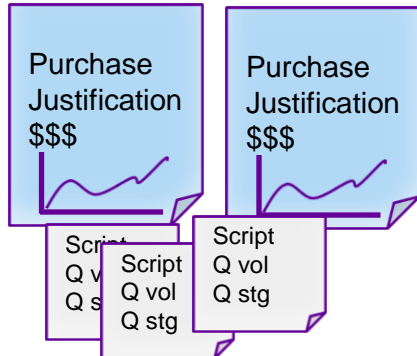 Purchase
Justification
$$$
Purchase
Justification
$$$
Script
Q v
Q s
Script
Q vol
Q stg
Script
Q vol
Q stg